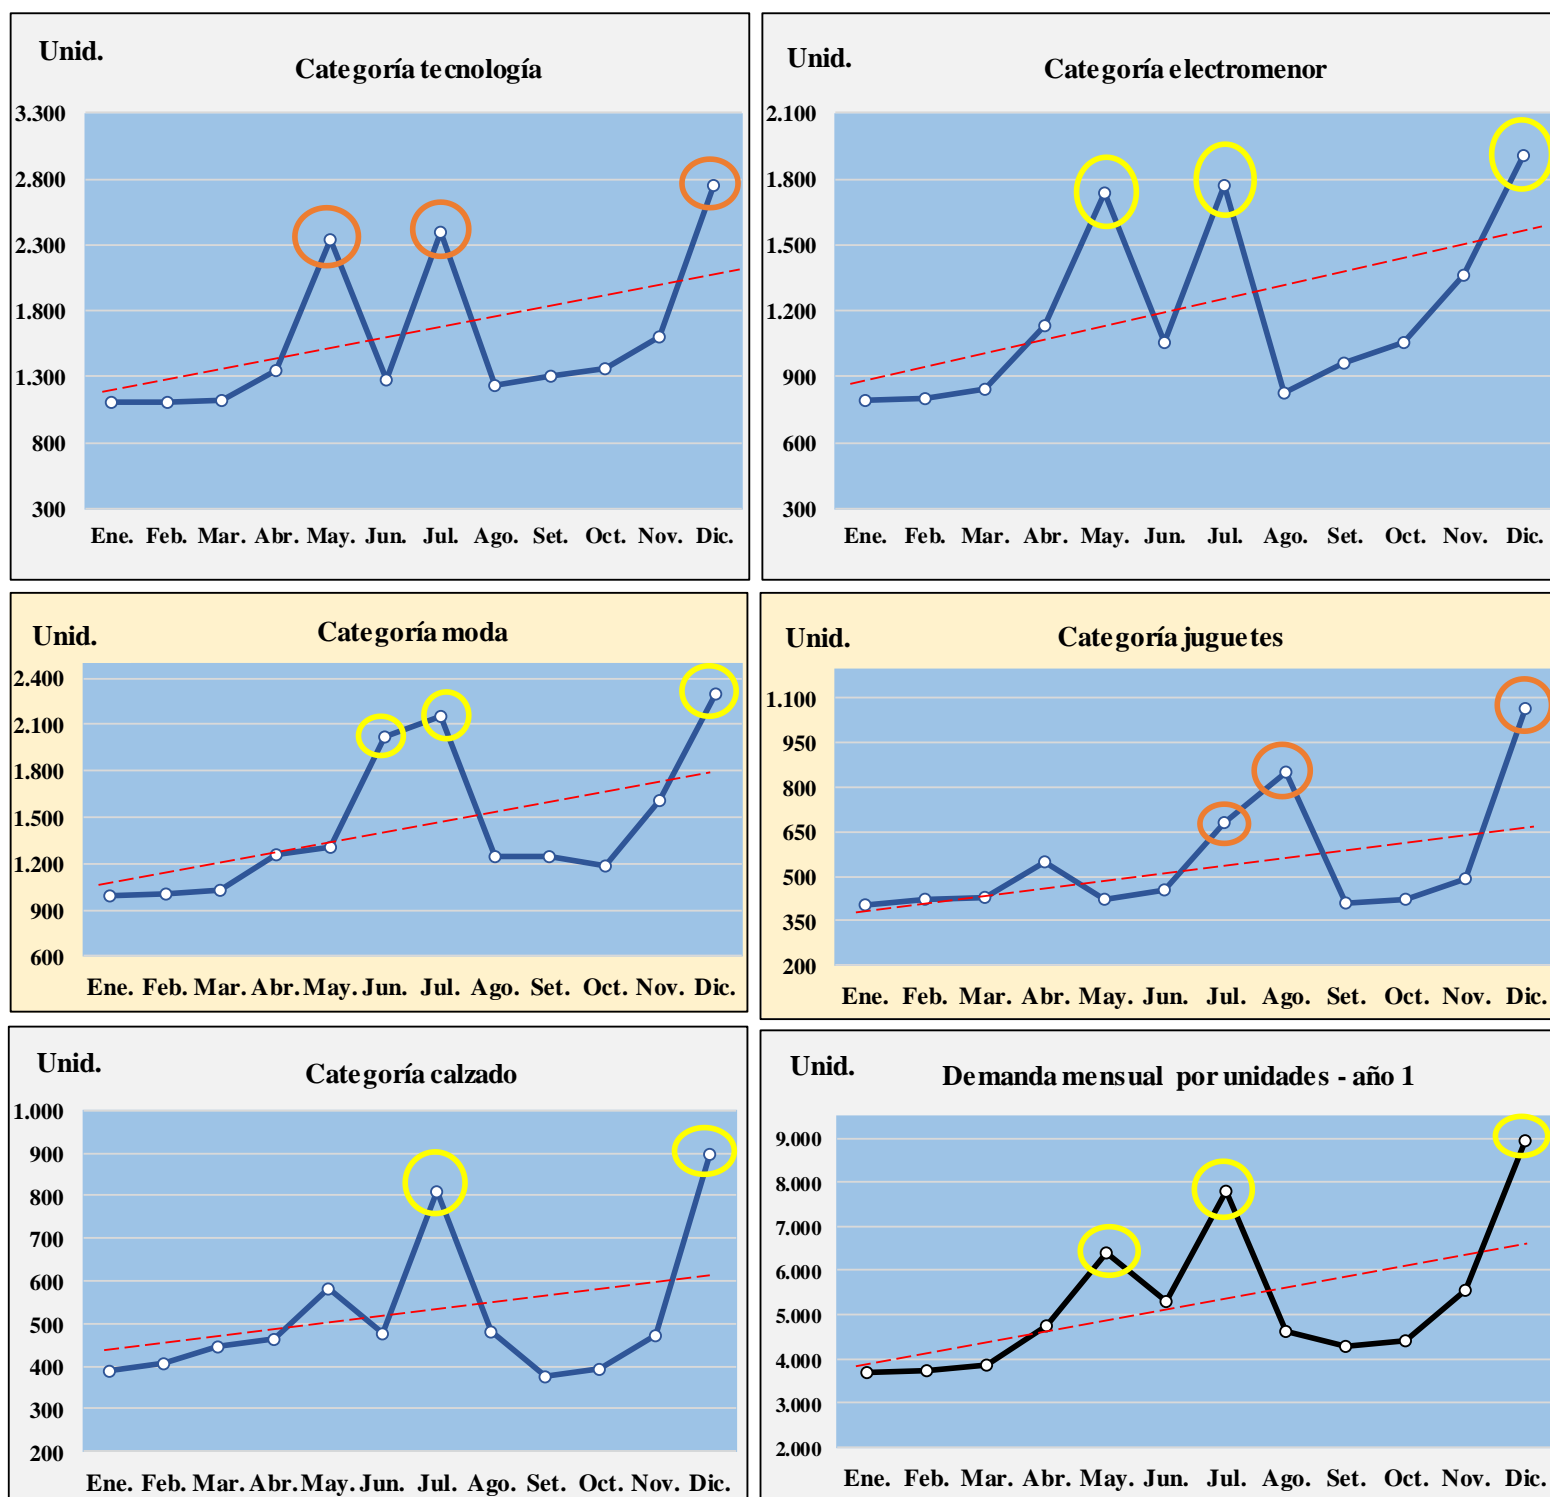 Unid.
Categoría tecnología
3.300
2.800
2.300
1.800
1.300
800
300
Ene. Feb. Mar. Abr. May. Jun. Jul. Ago. Set. Oct. Nov. Dic.
Unid.
Categoría electromenor
2.100
1.800
1.500
1.200
900
600
300
Ene. Feb. Mar. Abr. May. Jun. Jul. Ago. Set. Oct. Nov. Dic.
Unid.
Categoría moda
2.400
2.100
1.800
1.500
1.200
900
600
Ene. Feb. Mar. Abr. May. Jun. Jul. Ago. Set. Oct. Nov. Dic.
Unid.
Categoría juguetes
1.100
950
800
650
500
350
200
Ene. Feb. Mar. Abr. May. Jun. Jul. Ago. Set. Oct. Nov. Dic.
Unid.
Categoría calzado
1.000
900
800
700
600
500
400
300
200
Ene. Feb. Mar. Abr. May. Jun. Jul. Ago. Set. Oct. Nov. Dic.
Unid.
Demanda mensual por unidades - año 1
9.000
8.000
7.000
6.000
5.000
4.000
3.000
2.000
Ene. Feb. Mar. Abr. May. Jun. Jul. Ago. Set. Oct. Nov. Dic.